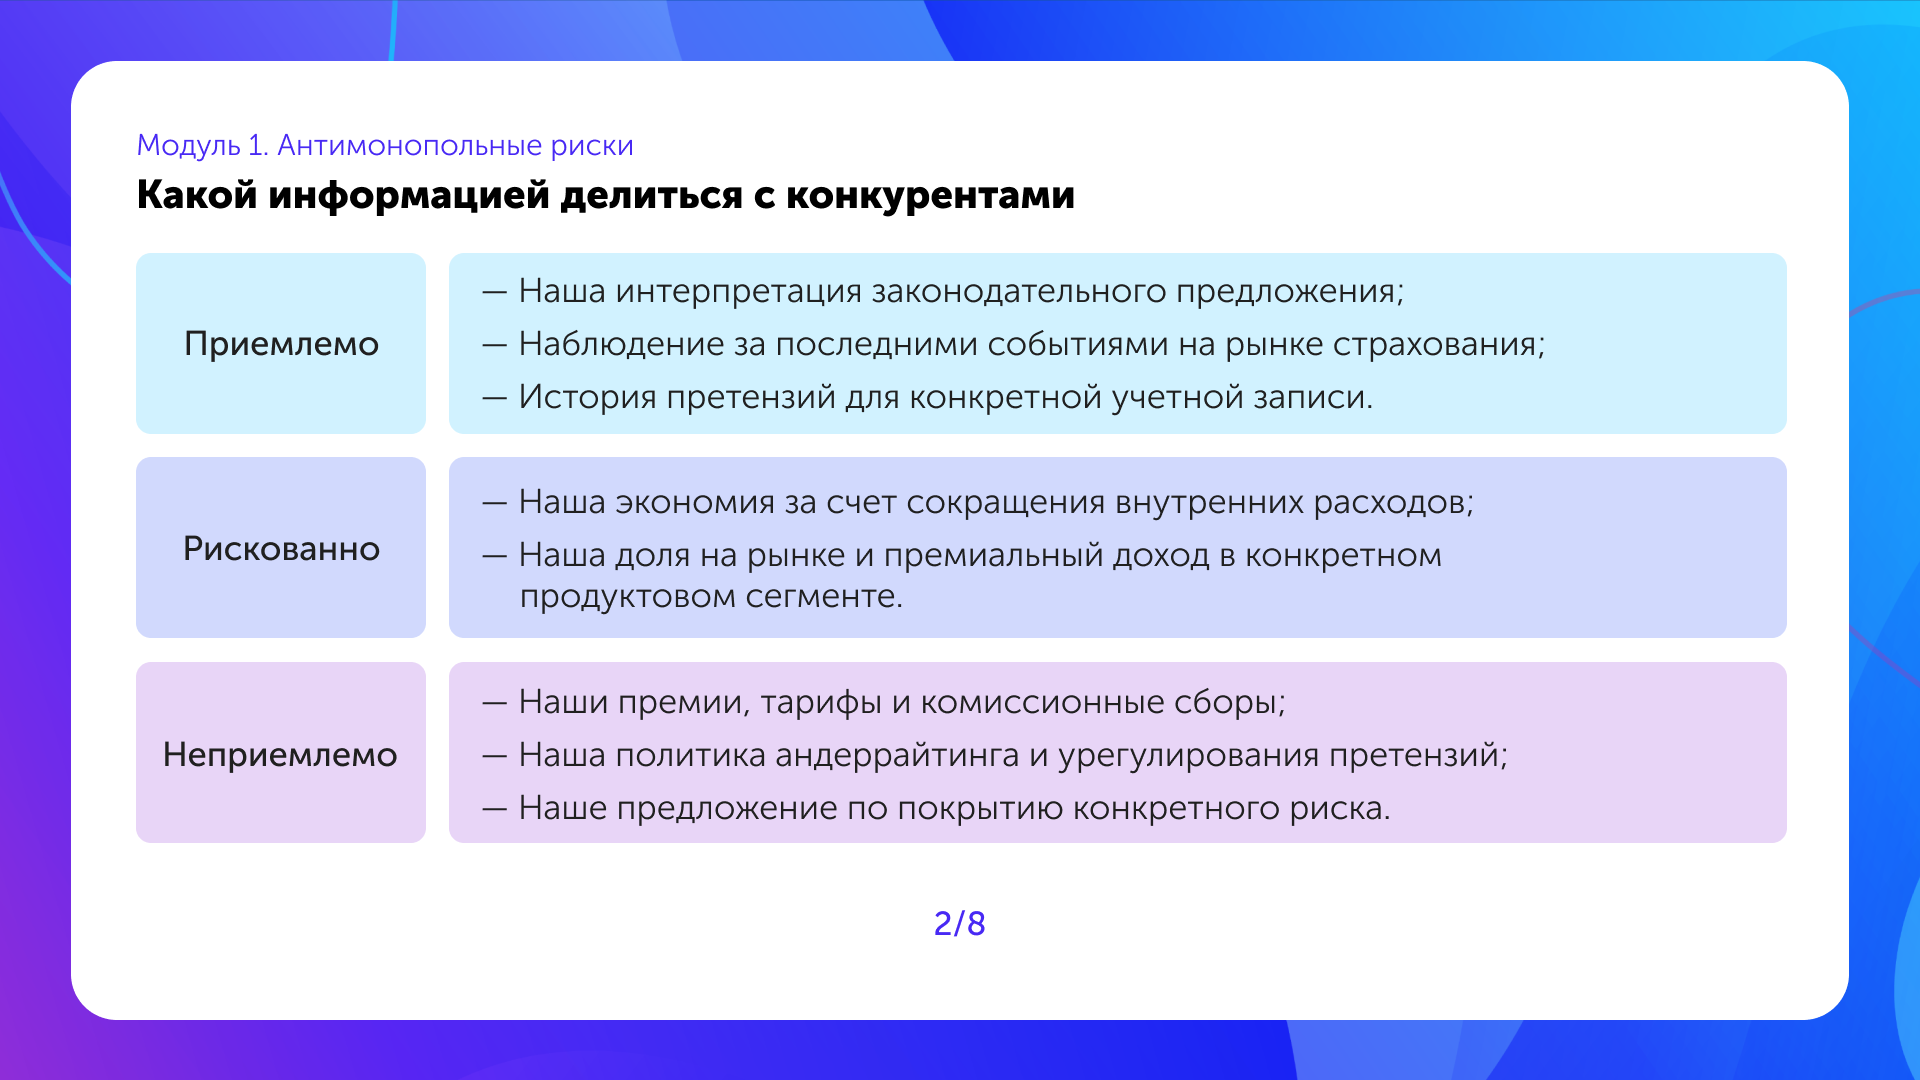 Модуль 1. Антимонопольные риски
Какой информацией делиться с конкурентами
Приемлемо
— Наша интерпретация законодательного предложения;
— Наблюдение за последними событиями на рынке страхования;
— История претензий для конкретной учетной записи.
Рискованно
— Наша экономия за счет сокращения внутренних расходов;
— Наша доля на рынке и премиальный доход в конкретном
продуктовом сегменте.
Неприемлемо
— Наши премии, тарифы и комиссионные сборы;
— Наша политика андеррайтинга и урегулирования претензий;
— Наше предложение по покрытию конкретного риска.
2/8